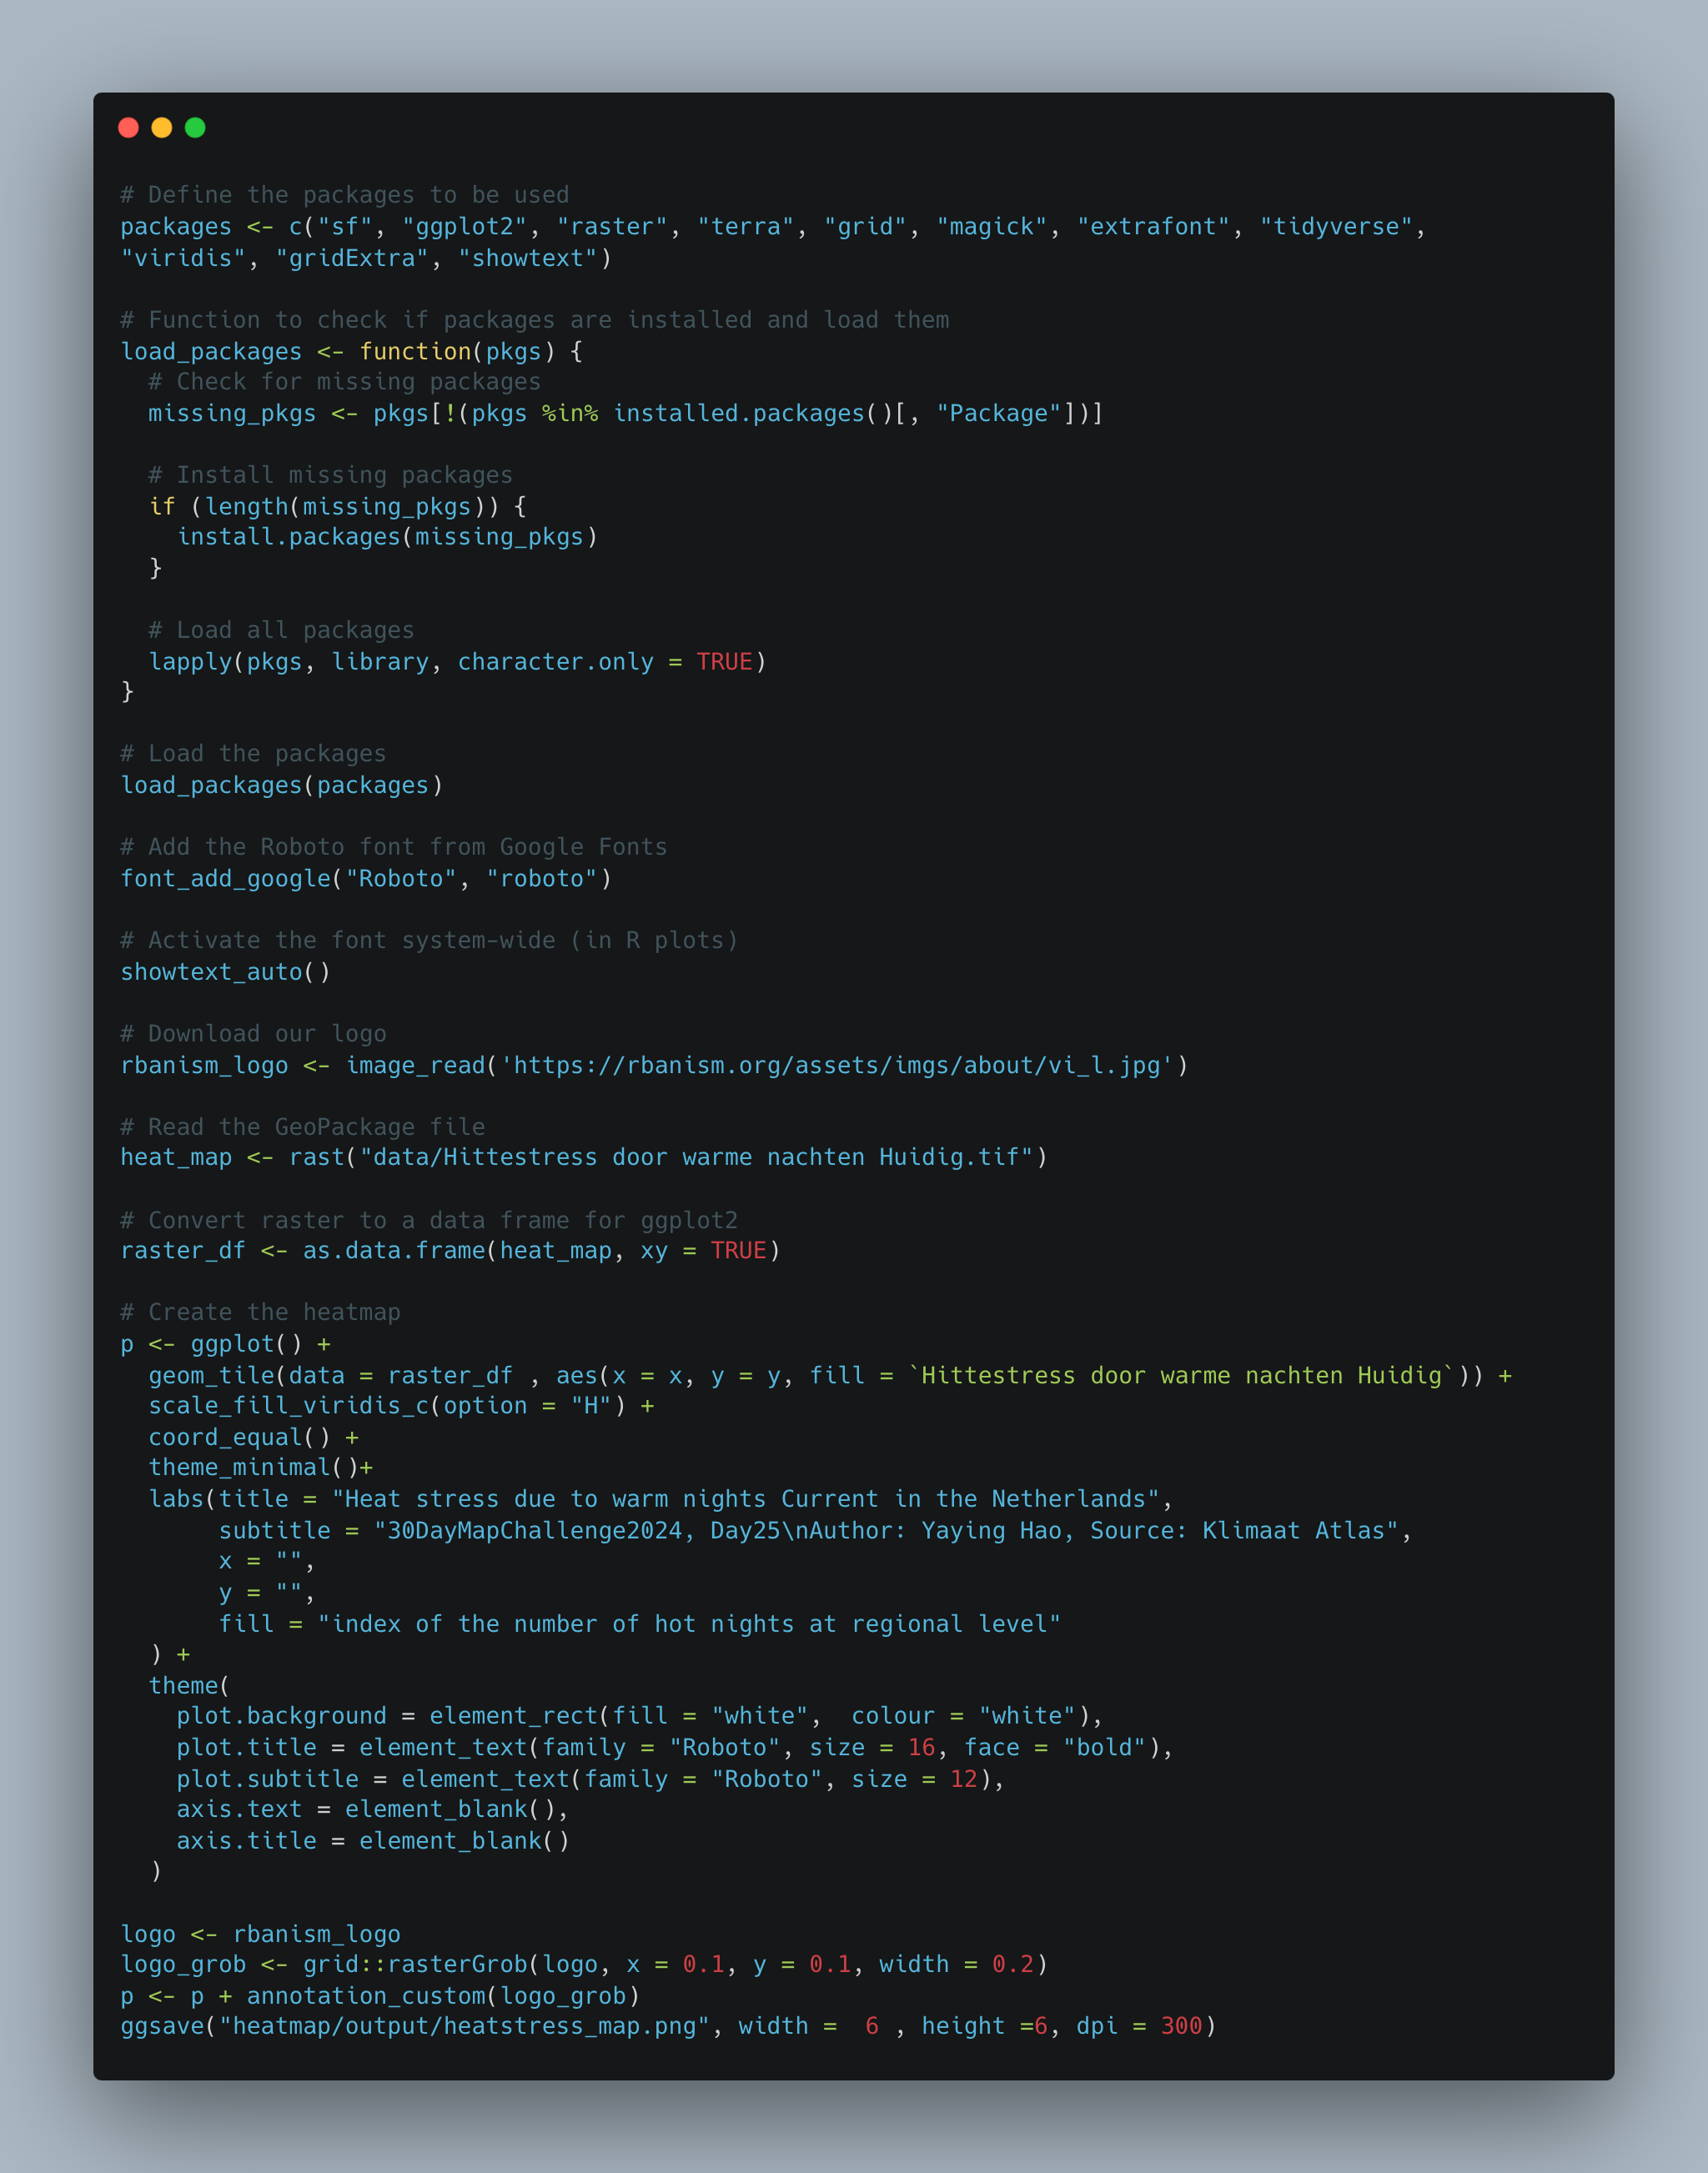 # Define the packages to be used
packages <- c("sf", "ggplot2", "raster", "terra", "grid", "magick", "extrafont", "tidyverse",
"viridis", "gridExtra", "showtext")

# Function to check if packages are installed and load them
load_packages <- function(pkgs) {
  # Check for missing packages
  missing_pkgs <- pkgs[!(pkgs %in% installed.packages()[, "Package"])]

  # Install missing packages
  if (length(missing_pkgs)) {
    install.packages(missing_pkgs)
  }

  # Load all packages
  lapply(pkgs, library, character.only = TRUE)
}

# Load the packages
load_packages(packages)

# Add the Roboto font from Google Fonts
font_add_google("Roboto", "roboto")

# Activate the font system-wide (in R plots)
showtext_auto()

# Download our logo
rbanism_logo <- image_read('https://rbanism.org/assets/imgs/about/vi_l.jpg')

# Read the GeoPackage file
heat_map <- rast("data/Hittestress door warme nachten Huidig.tif")

# Convert raster to a data frame for ggplot2
raster_df <- as.data.frame(heat_map, xy = TRUE)

# Create the heatmap
p <- ggplot() +
  geom_tile(data = raster_df , aes(x = x, y = y, fill = `Hittestress door warme nachten Huidig`)) +
  scale_fill_viridis_c(option = "H") +
  coord_equal() +
  theme_minimal()+
  labs(title = "Heat stress due to warm nights Current in the Netherlands",
       subtitle = "30DayMapChallenge2024, Day25\nAuthor: Yaying Hao, Source: Klimaat Atlas",
       x = "",
       y = "",
       fill = "index of the number of hot nights at regional level"
  ) +
  theme(
    plot.background = element_rect(fill = "white",  colour = "white"),
    plot.title = element_text(family = "Roboto", size = 16, face = "bold"),
    plot.subtitle = element_text(family = "Roboto", size = 12),
    axis.text = element_blank(),
    axis.title = element_blank()
  )

logo <- rbanism_logo
logo_grob <- grid::rasterGrob(logo, x = 0.1, y = 0.1, width = 0.2)
p <- p + annotation_custom(logo_grob)
ggsave("heatmap/output/heatstress_map.png", width =  6 , height =6, dpi = 300)